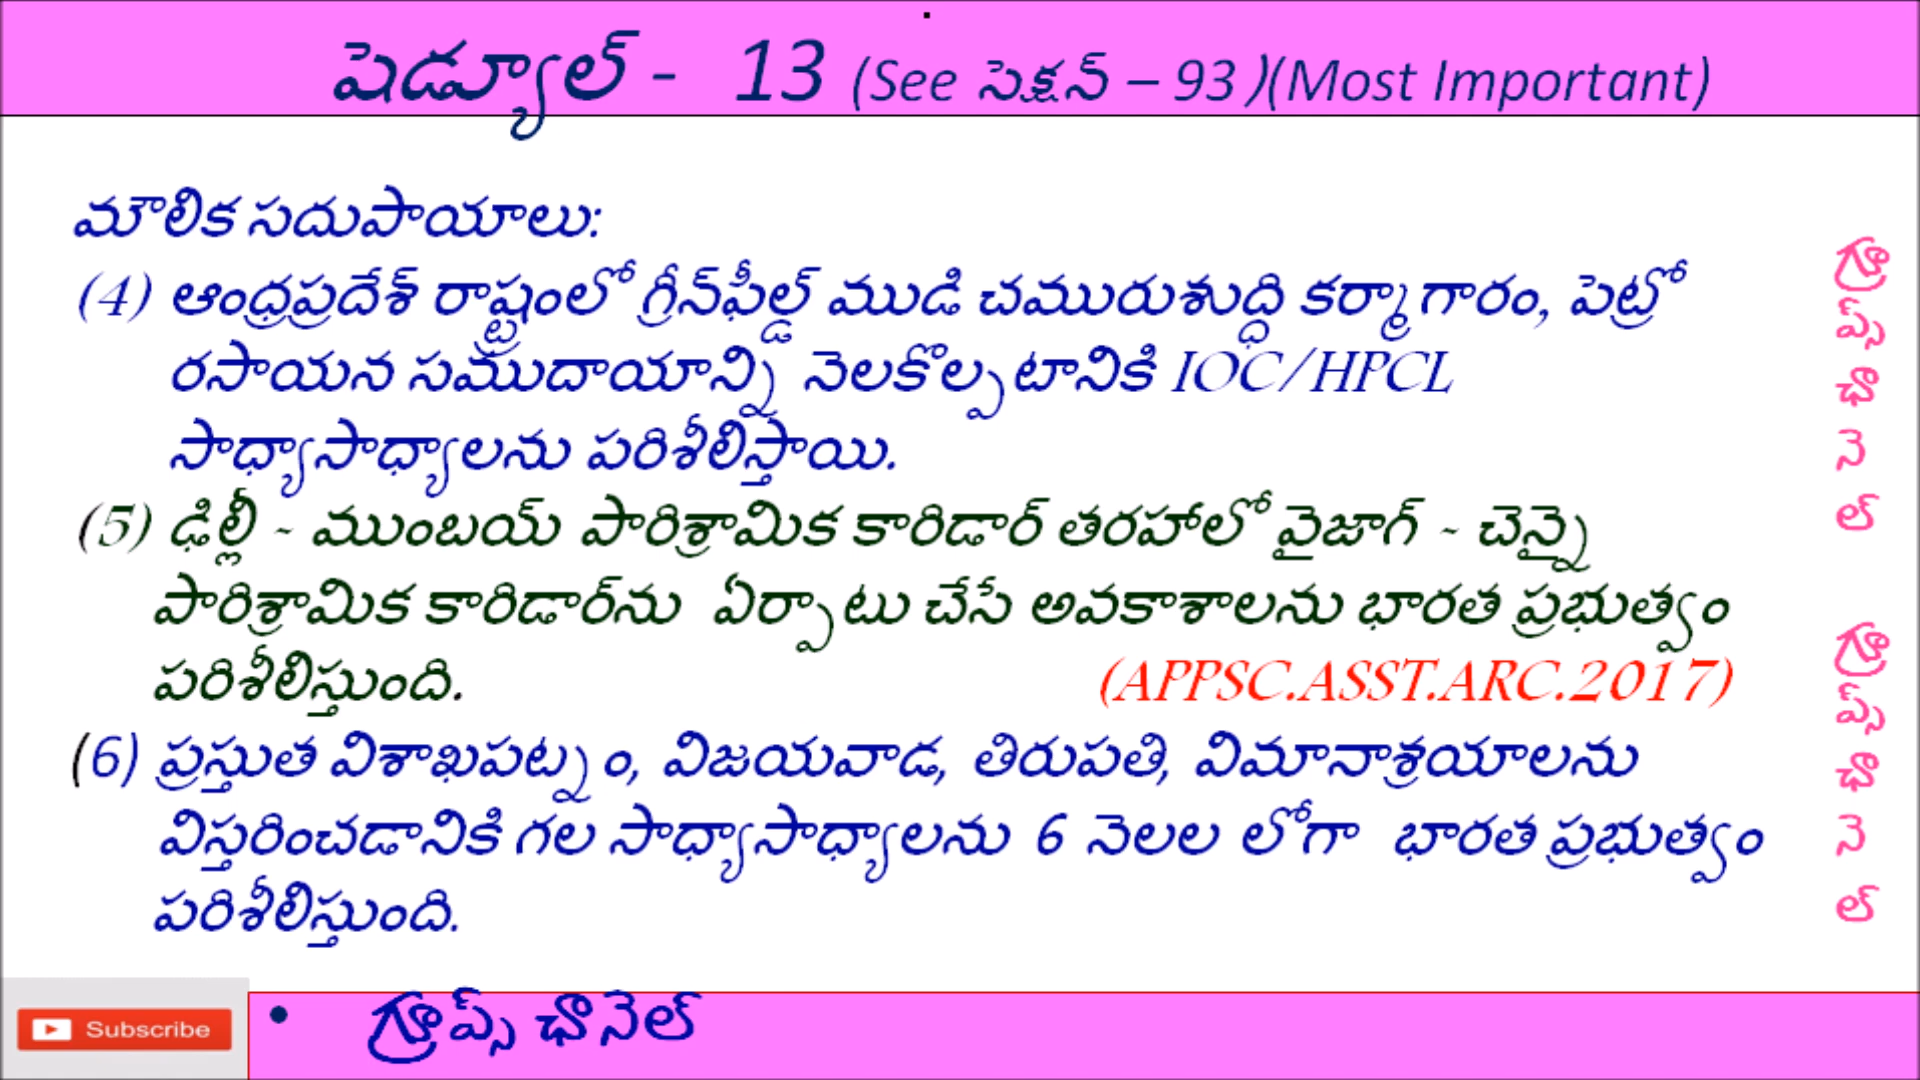 షెడ్యూల్ - 13 (See సెక్షన్ – 93 )(Most Important)
మౌలిక సదుపాయాలు:
(4) ఆంధ్రప్రదేశ్ రాష్ట్రంలో గ్రీన్‌ఫీల్డ్ ముడి చమురుశుద్ధి కర్మాగారం, పెట్రో
రసాయన సముదాయాన్ని నెలకొల్పటానికి IOC/HPCL
సాధ్యాసాధ్యాలను పరిశీలిస్తాయి.
(5) ఢిల్లీ - ముంబయ్ పారిశ్రామిక కారిడార్ తరహాలో వైజాగ్ - చెన్నై
పారిశ్రామిక కారిడార్‌ను ఏర్పాటు చేసే అవకాశాలను భారత ప్రభుత్వం
పరిశీలిస్తుంది. (APPSC.ASST.ARC.2017)
(6) ప్రస్తుత విశాఖపట్నం, విజయవాడ, తిరుపతి, విమానాశ్రయాలను
విస్తరించడానికి గల సాధ్యాసాధ్యాలను 6 నెలల లోగా భారత ప్రభుత్వం
పరిశీలిస్తుంది.
గ్రూప్స్ ఛానెల్
గ్రూప్స్ ఛానెల్
Subscribe
• గ్రూప్స్ ఛానెల్